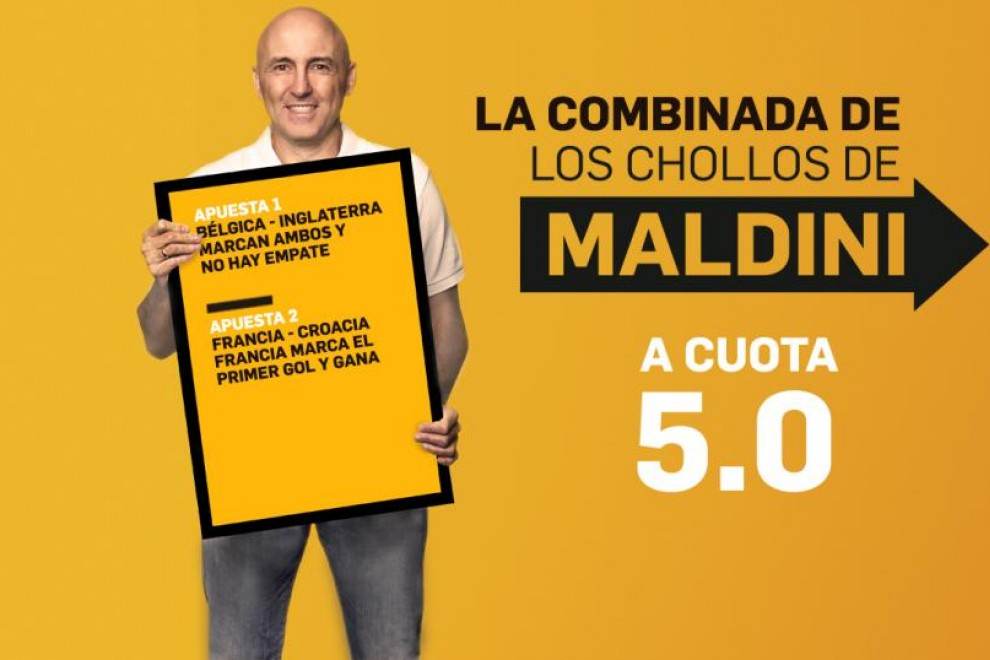 LA COMBINADA DE
LOS CHOLLOS DE
MALDINI
A CUOTA
5.0
APUESTA 1
BÉLGICA - INGLATERRA
MARCAN AMBOS Y
NO HAY EMPATE
APUESTA 2
FRANCIA - CROACIA
FRANCIA MARCA EL
PRIMER GOL Y GANA